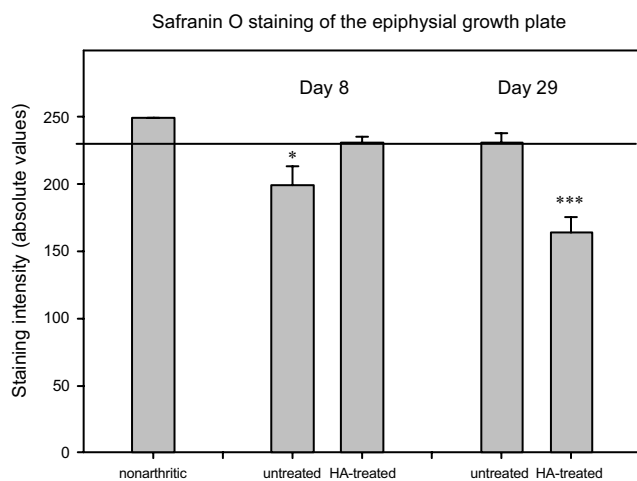 Safranin O staining of the epiphysial growth plate
Staining intensity (absolute values)
Day 8
Day 29
250
200
150
100
50
0
*
***
nonarthritic
untreated HA-treated
untreated HA-treated